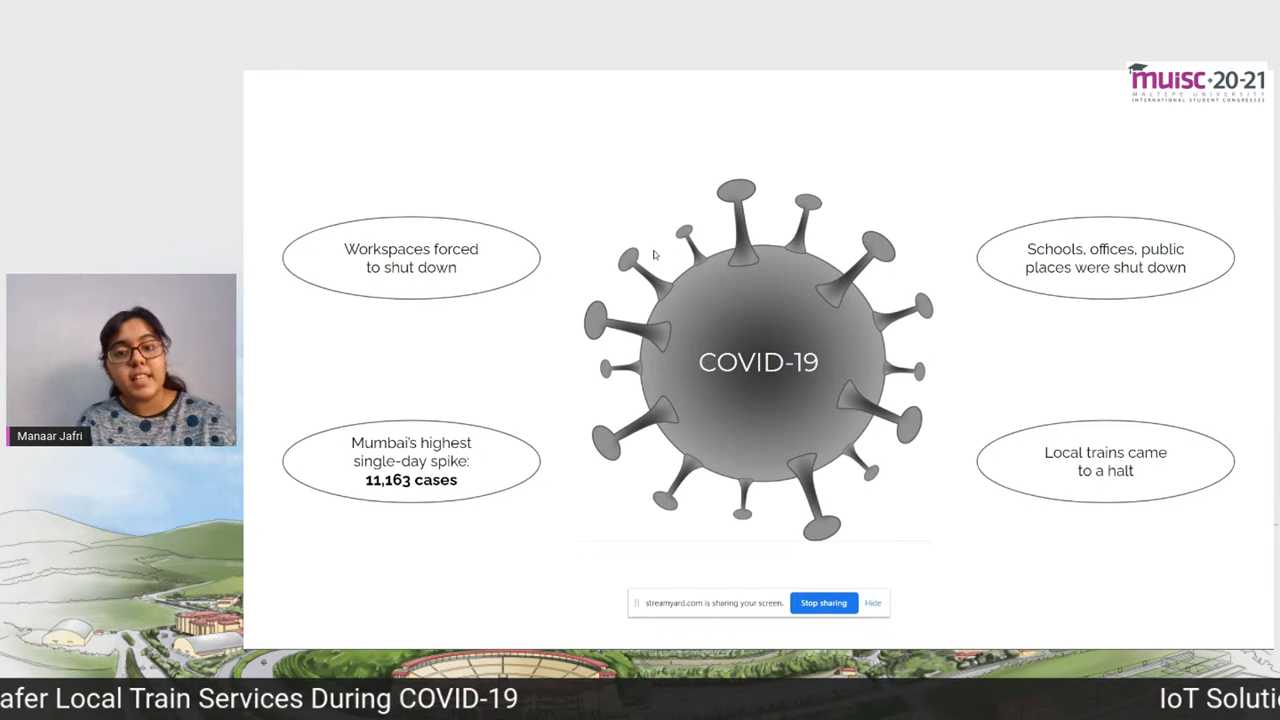 muisc·20-21
MALTEPE UNIVERSITY
INTERNATIONAL STUDENT CONGRESSES
Workspaces forced
to shut down
Schools, offices, public
places were shut down
COVID-19
Manaar Jafri
Mumbai's highest
single-day spike:
11,163 cases
Local trains came
to a halt
streamyard.com is sharing your screen.
Stop sharing
Hide
afer Local Train Services During COVID-19
IoT Soluti